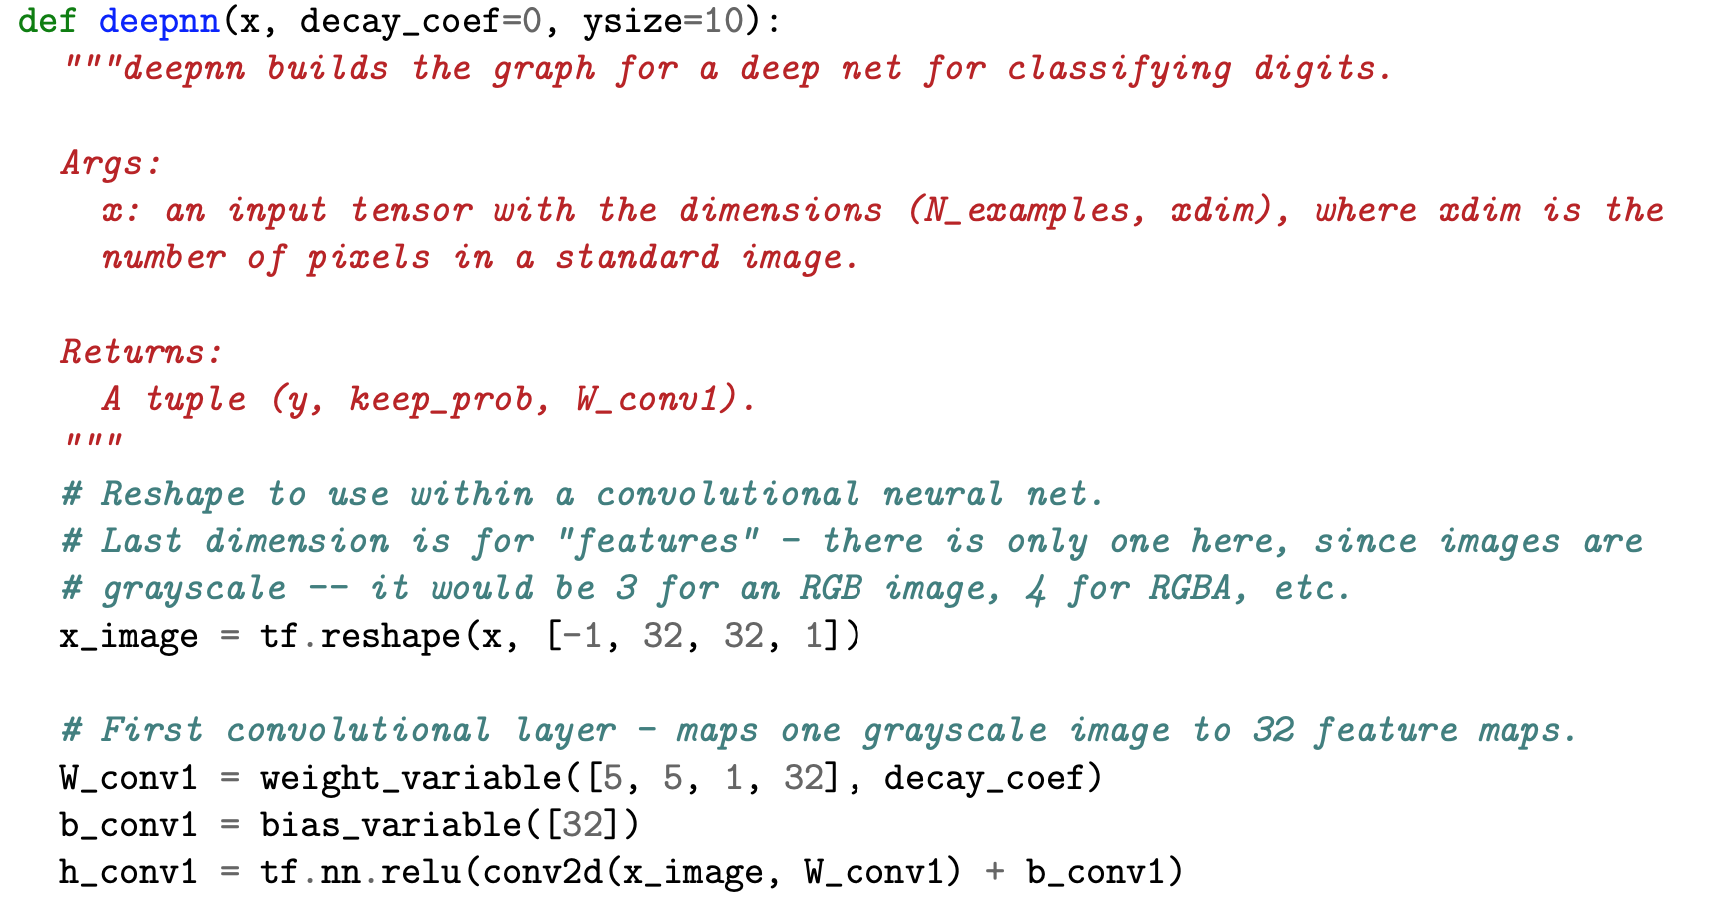 def deepnn(x, decay_coef=0, ysize=10):
"""deepnn builds the graph for a deep net for classifying digits.
Args:
x: an input tensor with the dimensions (N_examples, xdim), where xdim is the
number of pixels in a standard image.
Returns:
A tuple (y, keep_prob, W_conv1).
"""
# Reshape to use within a convolutional neural net.
# Last dimension is for "features" - there is only one here, since images are
# grayscale -- it would be 3 for an RGB image, 4 for RGBA, etc.
x_image = tf.reshape(x, [-1, 32, 32, 1])
# First convolutional layer - maps one grayscale image to 32 feature maps.
W_conv1 = weight_variable([5, 5, 1, 32], decay_coef)
b_conv1 = bias_variable([32])
h_conv1 = tf.nn.relu(conv2d(x_image, W_conv1) + b_conv1)